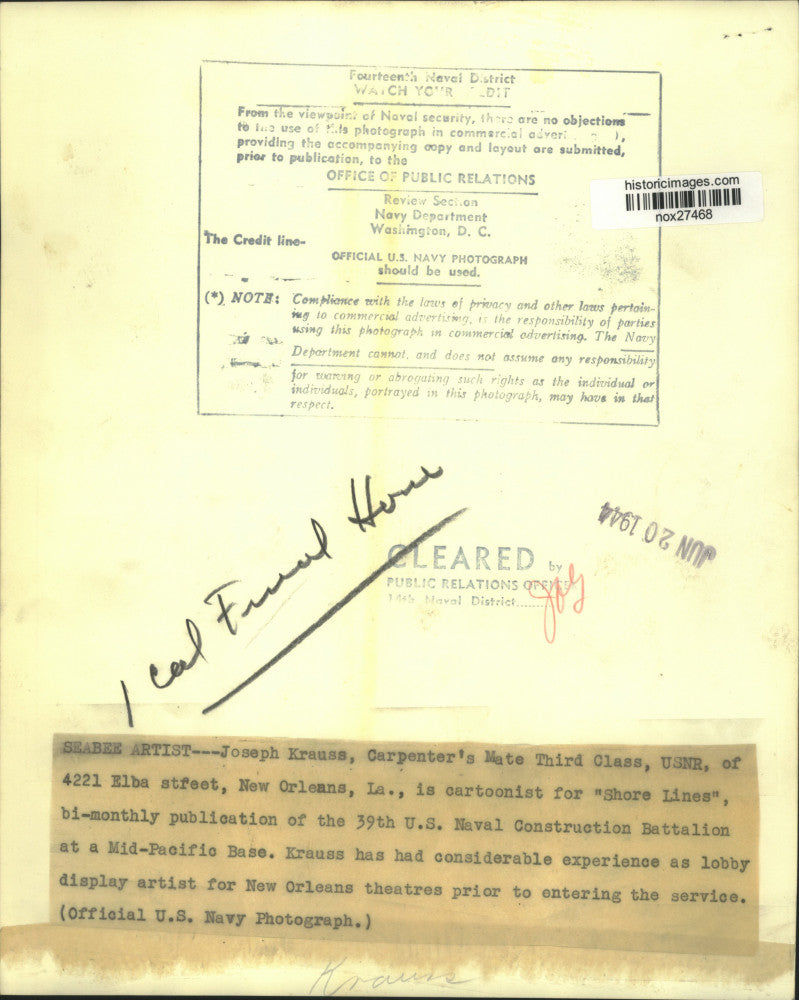 Fourteenth Naval District
WATCH YOUR CREDIT
From the viewpoint of Naval security, there are no objections
to the use of this photograph in commercial adver ),
providing the accompanying copy and layout are submitted,
prior to publication, to the
OFFICE OF PUBLIC RELATIONS
Review Section
Navy Department
Washington, D. C.
The Credit line-
OFFICIAL U.S. NAVY PHOTOGRAPH
should be used.
(*) NOTE: Compliance with the laws of privacy and other laws pertain-
ing to commercial advertising, is the responsibility of parties
using this photograph in commercial advertising. The Navy
Department cannot, and does not assume any responsibility
for waiving or abrogating such rights as the individual or
individuals, portrayed in this photograph, may have in that
respect.
historicimages.com
nox27468
JUN 20 1944
1 col
CLEARED by
PUBLIC RELATIONS OFFICE
14th Naval District......
SEABEE ARTIST---Joseph Krauss, Carpenter's Mate Third Class, USNR, of
4221 Elba stfeet, New Orleans, La., is cartoonist for "Shore Lines",
bi-monthly publication of the 39th U.S. Naval Construction Battalion
at a Mid-Pacific Base. Krauss has had considerable experience as lobby
display artist for New Orleans theatres prior to entering the service.
(Official U.S. Navy Photograph.)
Krauss